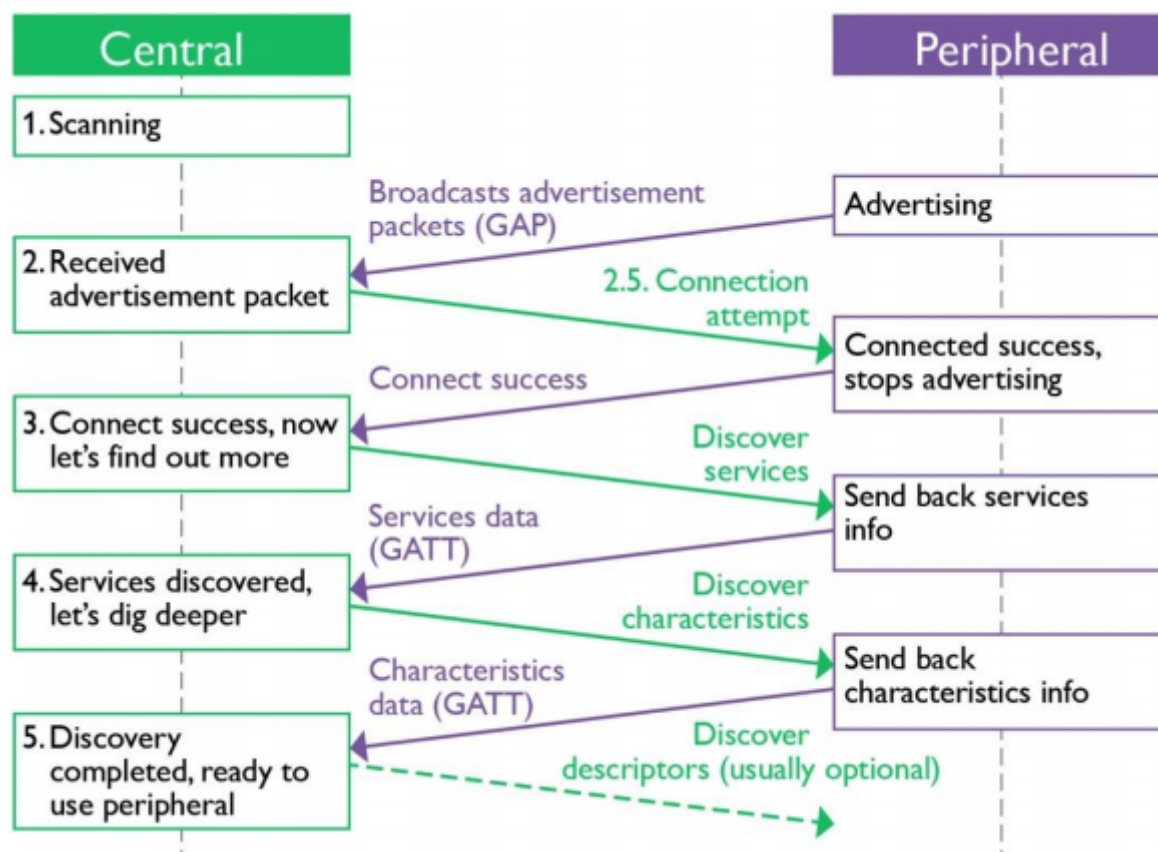 Central
Peripheral
1. Scanning
Broadcasts advertisement
packets (GAP)
Advertising
2. Received
advertisement packet
2.5. Connection
attempt
Connected success,
stops advertising
Connect success
3. Connect success, now
let's find out more
Discover
services
Send back services
info
Services data
(GATT)
4. Services discovered,
let's dig deeper
Discover
characteristics
Send back
characteristics info
Characteristics
data (GATT)
5. Discovery
completed, ready to
use peripheral
Discover
descriptors (usually optional)